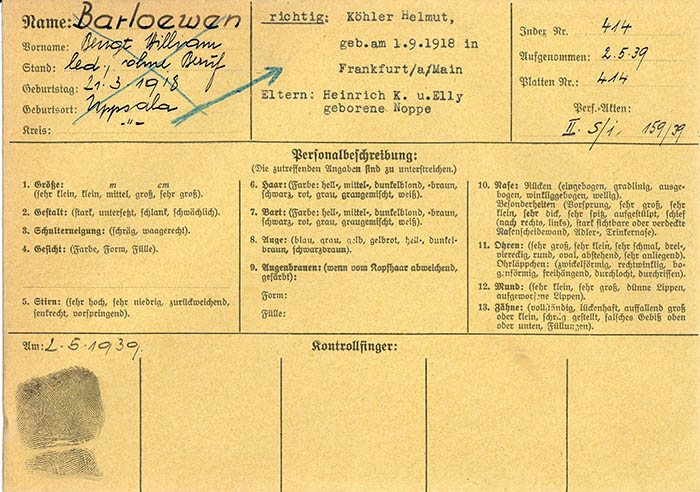 Name: Barloewen
Vorname: Bengt William
Stand: led., ohne Beruf
Geburtstag: 21.3.1918
Geburtsort: Uppsala
Kreis: -"-
richtig: Köhler Helmut,
geb.am 1.9.1918 in
Frankfurt/a/Main
Eltern: Heinrich K. u.Elly
geborene Noppe
Index Nr. 414
Aufgenommen: 2.5.39
Platten Nr.: 414
Pers.-Akten:
II. S/i, 159/39
Personalbeschreibung:
(Die zutreffenden Angaben sind zu unterstreichen.)
1. Größe: m cm
(sehr klein, klein, mittel, groß, sehr groß).
2. Gestalt: (stark, untersetzt, schlank, schwächlich).
3. Schulterneigung: (schräg, waagerecht).
4. Gesicht: (Farbe, Form, Fülle).
5. Stirn: (sehr hoch, sehr niedrig, zurückweichend,
senkrecht, vorspringend).
6. Haar: (Farbe: hell-, mittel-, dunkelblond, -braun,
schwarz, rot, grau, graugemischt, weiß).
7. Bart: (Farbe: hell-, mittel-, dunkelblond, -braun,
schwarz, rot, grau, graugemischt, weiß).
8. Auge: (blau, grau, gelb, gelbrot, hell-, dunkel-
braun, schwarzbraun).
9. Augenbrauen: (wenn vom Kopfhaar abweichend,
gefärbt):
Form:
Fülle:
10. Nase: Rücken (eingebogen, gradlinig, ausge-
bogen, winkliggebogen, wellig).
Besonderheiten (Vorsprung, sehr groß, sehr
klein, sehr dick, sehr spitz, aufgestülpt, schief
(nach rechts, links), stark sichtbare oder verdeckte
Nasenscheidewand, Adler-, Trinkernase).
11. Ohren: (sehr groß, sehr klein, sehr schmal, drei-,
viereckig, rund, oval, abstehend, sehr anliegend).
Ohrläppchen: (zwickelförmig, rechtwinklig, bo-
genförmig, freihängend, durchlocht, durchrissen).
12. Mund: (sehr klein, sehr groß, dünne Lippen,
aufgeworfene Lippen).
13. Zähne: (vollzähnig, lückenhaft, auffallend groß
oder klein, schräg gestellt, falsches Gebiß oben
oder unten, Füllungen).
Am: 2.5.1939.
Kontrollfinger: